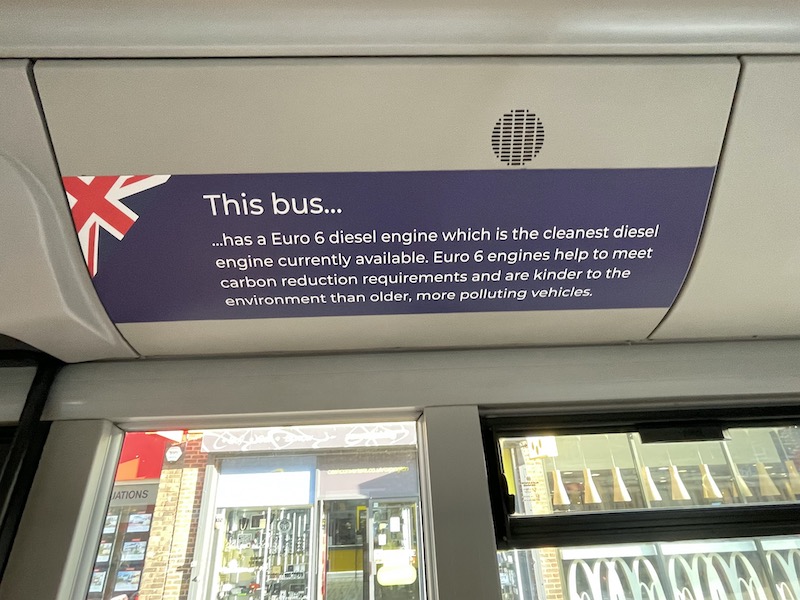 This bus...
...has a Euro 6 diesel engine which is the cleanest diesel
engine currently available. Euro 6 engines help to meet
carbon reduction requirements and are kinder to the
environment than older, more polluting vehicles.
IATIONS